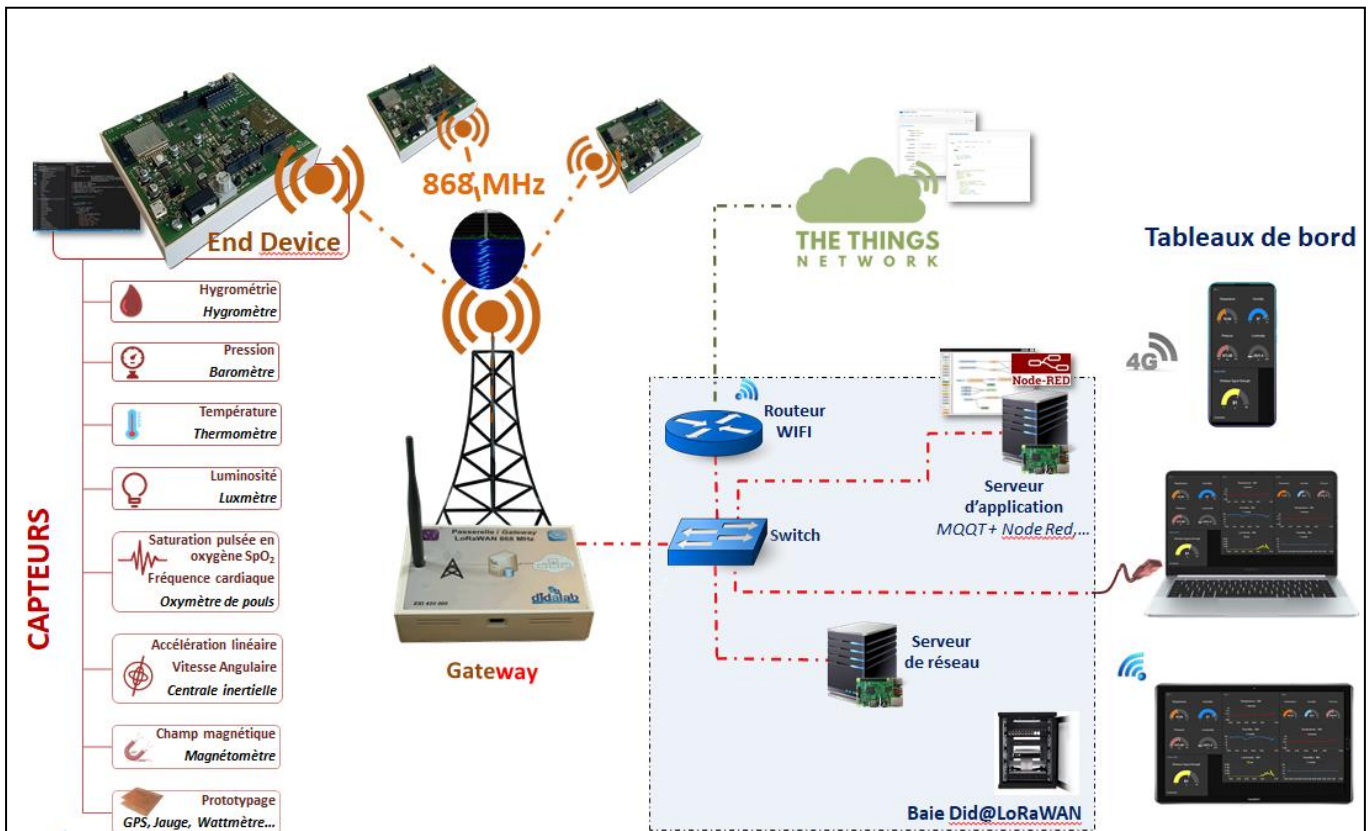 868 MHz
End Device
CAPTEURS
Hygrométrie
Hygromètre
Pression
Baromètre
Température
Thermomètre
Luminosité
Luxmètre
Saturation pulsée en
oxygène SpO₂
Fréquence cardiaque
Oxymètre de pouls
Accélération linéaire
Vitesse Angulaire
Centrale inertielle
Champ magnétique
Magnétomètre
Prototypage
GPS, Jauge, Wattmètre...
Passerelle / Gateway
LoRaWAN 868 MHz
didalab
Gateway
THE THINGS
NETWORK
Routeur
WIFI
Switch
Node-RED
Serveur
d'application
MQQT + Node Red,...
Serveur
de réseau
Baie Did@LoRaWAN
Tableaux de bord
4G